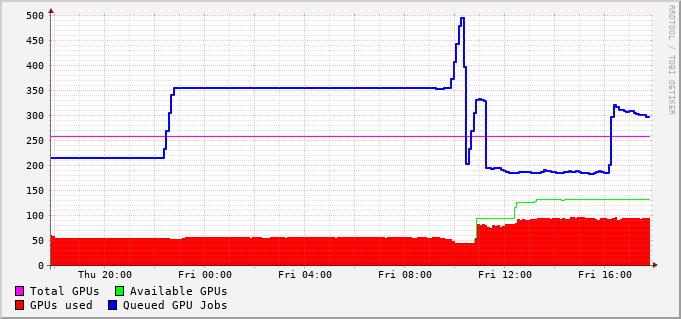 500
450
400
350
300
250
200
150
100
50
0
Thu 20:00 Fri 00:00 Fri 04:00 Fri 08:00 Fri 12:00 Fri 16:00
Total GPUs Available GPUs
GPUs used Queued GPU Jobs
RRDTOOL / TOBI OETIKER